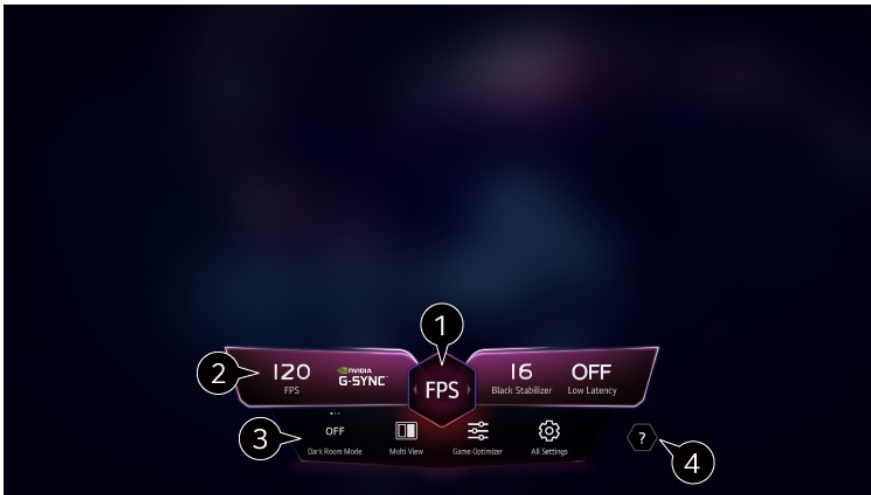 1
2
120
FPS
NVIDIA
G-SYNC
FPS
16
Black Stabilizer
OFF
Low Latency
3
OFF
Dark Room Mode
Multi View
Game Optimizer
All Settings
?
4